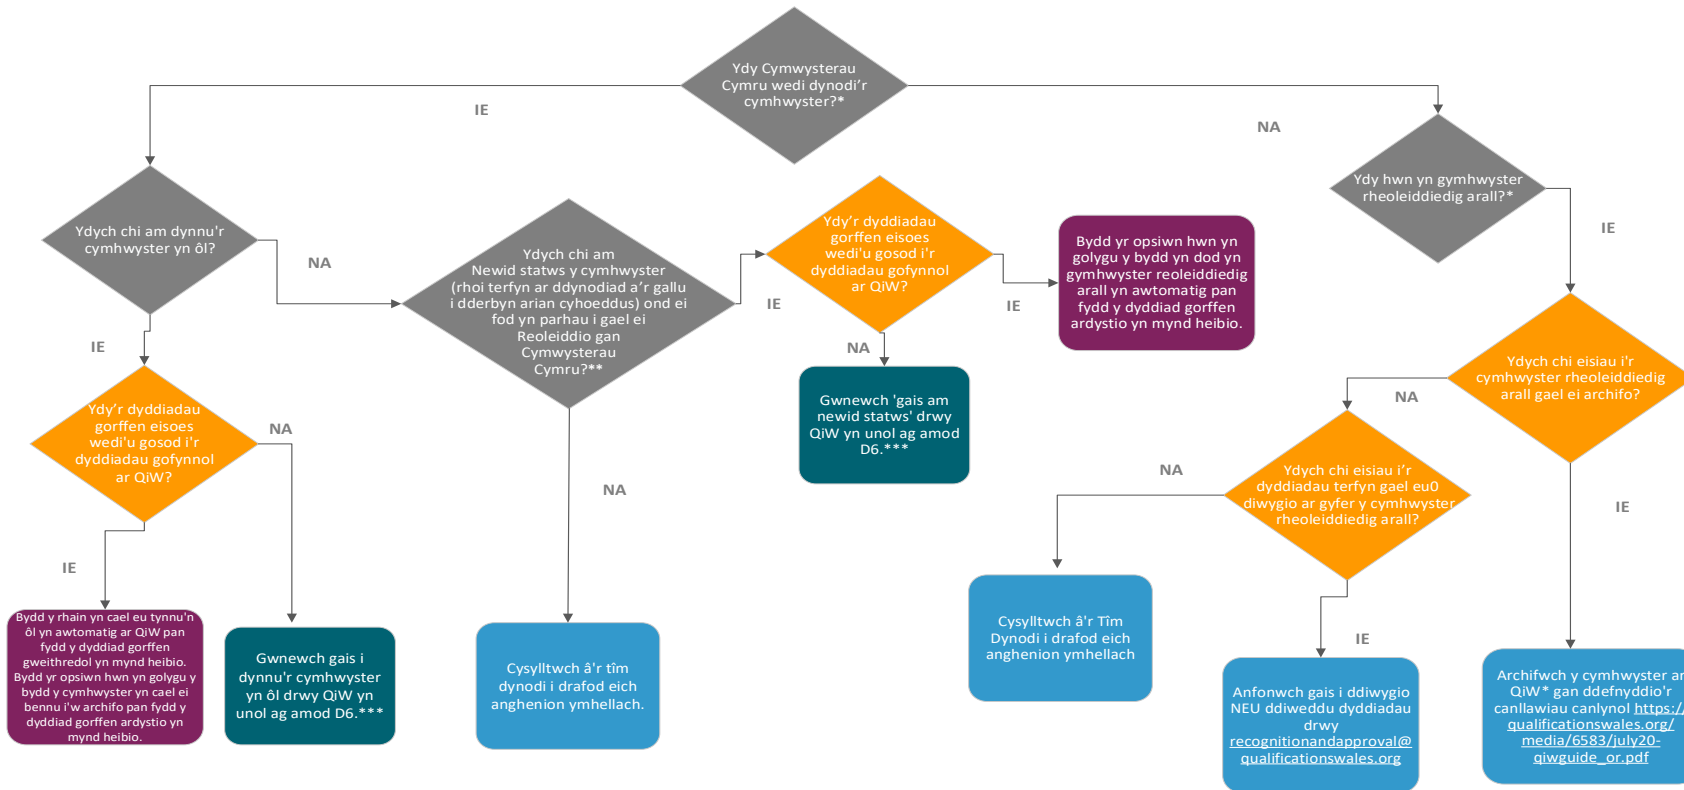 Ydy Cymwysterau
Cymru wedi dynodi'r
cymhwyster?*
IE
NA
Ydych chi am dynnu'r
cymhwyster yn ôl?
NA
IE
Ydych chi am
Newid statws y cymhwyster
(rhoi terfyn ar ddynodiad a'r gallu
i dderbyn arian cyhoeddus) ond ei
fod yn parhau i gael ei
Reoleiddio gan
Cymwysterau
Cymru?**
IE
NA
Ydy'r dyddiadau
gorffen eisoes
wedi'u gosod i'r
dyddiadau gofynnol
ar QiW?
IE
NA
Bydd yr opsiwn hwn yn
golygu y bydd yn dod yn
gymhwyster reoleiddiedig
arall yn awtomatig pan
fydd y dyddiad gorffen
ardystio yn mynd heibio.
Gwnewch 'gais am
newid statws' drwy
QiW yn unol ag amod
D6.***
Ydy hwn yn gymhwyster
rheoleiddiedig arall?*
IE
Ydych chi eisiau i'r
cymhwyster rheoleiddiedig
arall gael ei archifo?
NA
IE
Ydych chi eisiau i'r
dyddiadau terfyn gael eu0
diwygio ar gyfer y cymhwyster
rheoleiddiedig arall?
NA
IE
Ydy'r dyddiadau
gorffen eisoes
wedi'u gosod i'r
dyddiadau gofynnol
ar QiW?
NA
IE
Bydd y rhain yn cael eu tynnu'n
ôl yn awtomatig ar QiW pan
fydd y dyddiad gorffen
gweithredol yn mynd heibio.
Bydd yr opsiwn hwn yn golygu y
bydd y cymhwyster yn cael ei
bennu i'w archifo pan fydd y
dyddiad gorffen ardystio yn
mynd heibio.
Gwnewch gais i
dynnu'r cymhwyster
yn ôl drwy QiW yn
unol ag amod D6.***
Cysylltwch â'r tîm
dynodi i drafod eich
anghenion ymhellach.
Cysylltwch â'r Tîm
Dynodi i drafod eich
anghenion ymhellach
Anfonwch gais i ddiwygio
NEU ddiweddu dyddiadau
drwy
recognitionandapproval@
qualificationswales.org
Archifwch y cymhwyster ar
QiW* gan ddefnyddio'r
canllawiau canlynol https://
qualificationswales.org/
media/6583/july20-
qiwguide_or.pdf